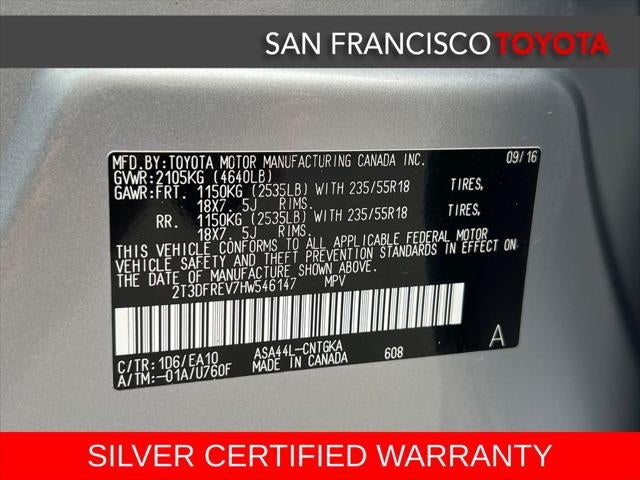 SAN FRANCISCO TOYOTA
MFD.BY:TOYOTA MOTOR MANUFACTURING CANADA INC. 09/16
GVWR:2105KG (4640LB)
GAWR:FRT. 1150KG (2535LB) WITH 235/55R18 TIRES,
18X7. 5J RIMS.
RR. 1150KG (2535LB) WITH 235/55R18 TIRES,
18X7. 5J RIMS.
THIS VEHICLE CONFORMS TO ALL APPLICABLE FEDERAL MOTOR
VEHICLE SAFETY AND THEFT PREVENTION STANDARDS IN EFFECT ON
THE DATE OF MANUFACTURE SHOWN ABOVE.
2T3DFREV7HW546147 MPV
C/TR:1D6/EA10 ASA44L-CNTGKA 608 A
A/TM:-01A/U760F MADE IN CANADA
SILVER CERTIFIED WARRANTY